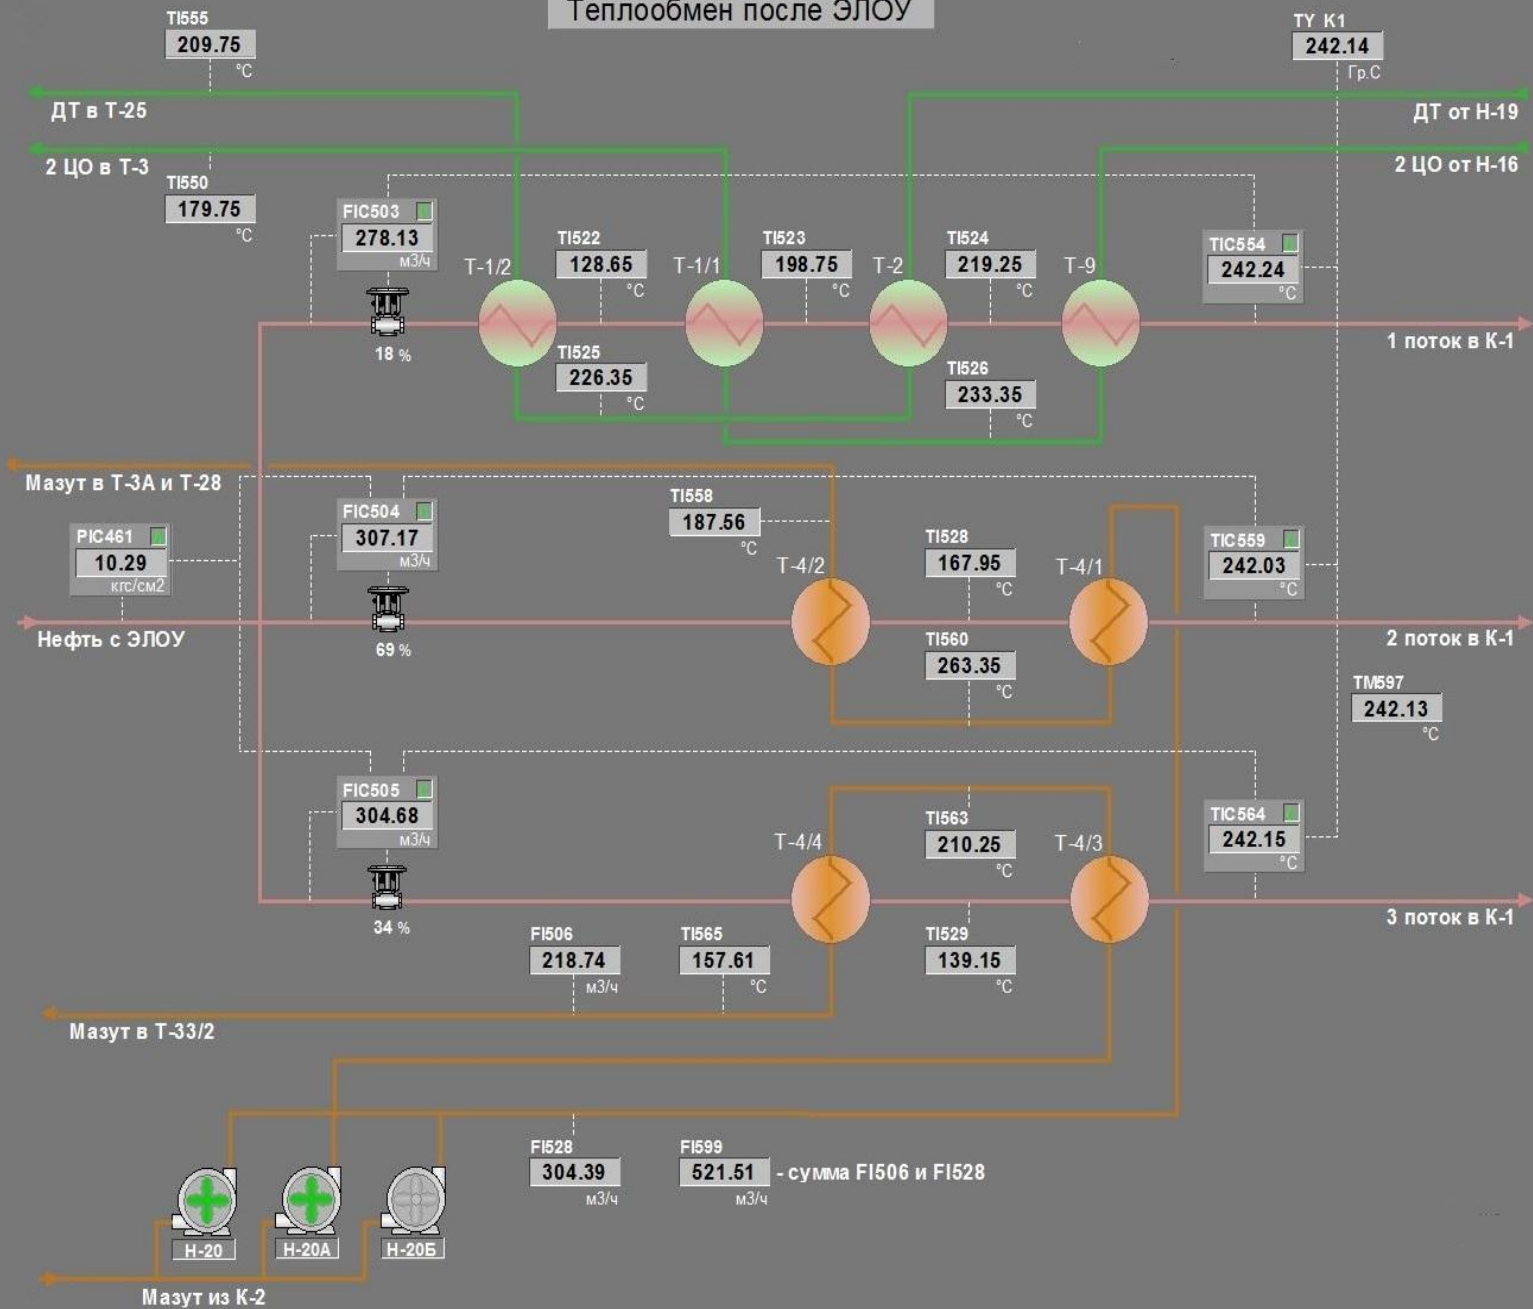 Теплообмен после ЭЛОУ
TI555
209.75
°C
TY K1
242.14
Гр.С
ДТ в Т-25
ДТ от Н-19
2 ЦО в Т-3
2 ЦО от Н-16
TI550
179.75
°C
FIC503
278.13
м3/ч
18 %
Т-1/2
TI522
128.65
°C
Т-1/1
TI523
198.75
°C
Т-2
TI524
219.25
°C
Т-9
TIC554
242.24
°C
1 поток в К-1
TI525
226.35
°C
TI526
233.35
°C
Мазут в Т-3А и Т-28
PIC461
10.29
кгс/см2
FIC504
307.17
м3/ч
69 %
TI558
187.56
°C
Т-4/2
TI528
167.95
°C
Т-4/1
TIC559
242.03
°C
Нефть с ЭЛОУ
2 поток в К-1
TI560
263.35
°C
TM597
242.13
°C
FIC505
304.68
м3/ч
34 %
Т-4/4
TI563
210.25
°C
Т-4/3
TIC564
242.15
°C
3 поток в К-1
FI506
218.74
м3/ч
TI565
157.61
°C
TI529
139.15
°C
Мазут в Т-33/2
FI528
304.39
м3/ч
FI599
521.51
м3/ч
- сумма FI506 и FI528
Н-20
Н-20А
Н-20Б
Мазут из К-2